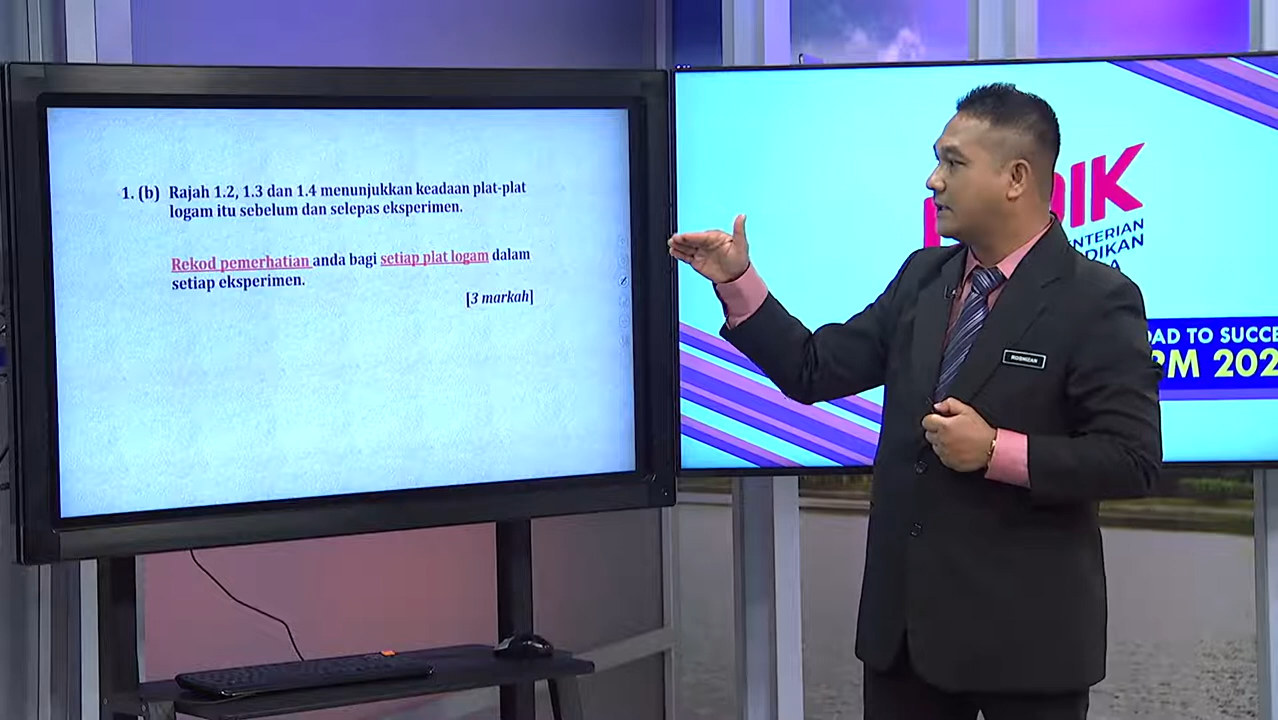 1. (b) Rajah 1.2, 1.3 dan 1.4 menunjukkan keadaan plat-plat
logam itu sebelum dan selepas eksperimen.
Rekod pemerhatian anda bagi setiap plat logam dalam
setiap eksperimen.
[3 markah]
DIK
ENTERIAN
DIKAN
A
ROSNIZAN
OAD TO SUCCE
PM 202